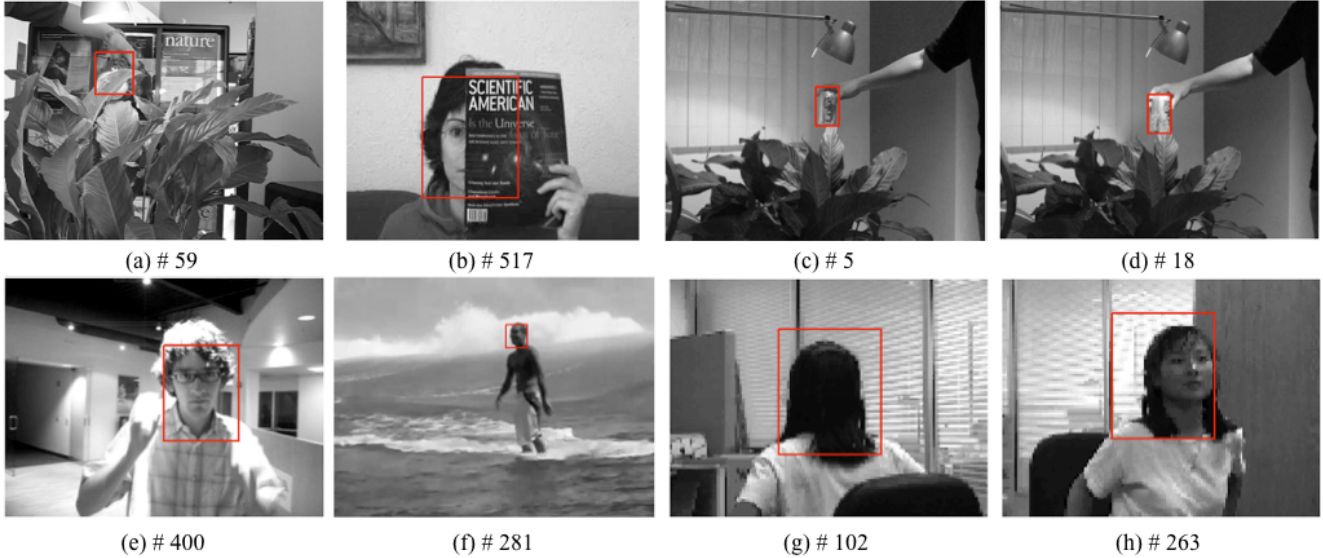 nature
SCIENTIFIC
AMERICAN
Is the Universe
(a) # 59
(b) # 517
(c) # 5
(d) # 18
(e) # 400
(f) # 281
(g) # 102
(h) # 263